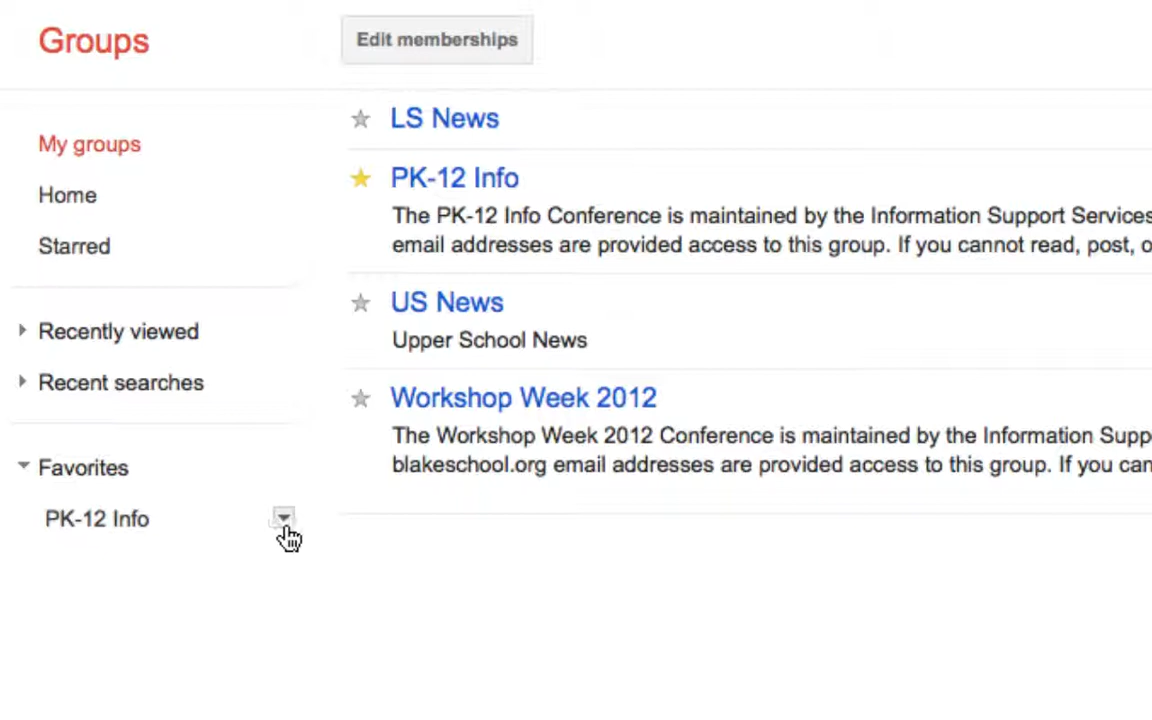 Groups
Edit memberships
My groups
Home
Starred
Recently viewed
Recent searches
Favorites
PK-12 Info
LS News
PK-12 Info
The PK-12 Info Conference is maintained by the Information Support Services
email addresses are provided access to this group. If you cannot read, post, o
US News
Upper School News
Workshop Week 2012
The Workshop Week 2012 Conference is maintained by the Information Supp
blakeschool.org email addresses are provided access to this group. If you can